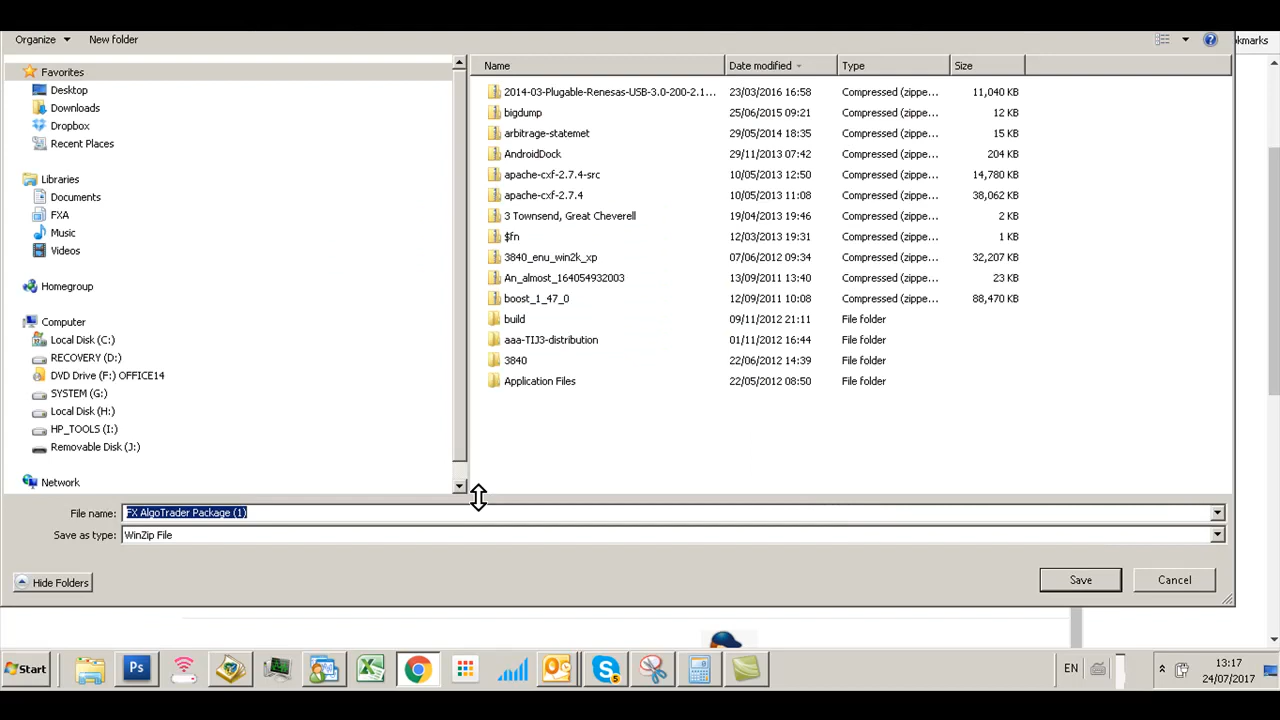 Organize New folder
kmarks
Favorites
Desktop
Downloads
Dropbox
Recent Places
Libraries
Documents
FXA
Music
Videos
Homegroup
Computer
Local Disk (C:)
RECOVERY (D:)
DVD Drive (F:) OFFICE14
SYSTEM (G:)
Local Disk (H:)
HP_TOOLS (I:)
Removable Disk (J:)
Network
Name Date modified Type Size
2014-03-Plugable-Renesas-USB-3.0-200-2.1... 23/03/2016 16:58 Compressed (zippe... 11,040 KB
bigdump 25/06/2015 09:21 Compressed (zippe... 12 KB
arbitrage-statemet 29/05/2014 18:35 Compressed (zippe... 15 KB
AndroidDock 29/11/2013 07:42 Compressed (zippe... 204 KB
apache-cxf-2.7.4-src 10/05/2013 12:50 Compressed (zippe... 14,780 KB
apache-cxf-2.7.4 10/05/2013 11:08 Compressed (zippe... 38,062 KB
3 Townsend, Great Cheverell 19/04/2013 19:46 Compressed (zippe... 2 KB
$fn 12/03/2013 19:31 Compressed (zippe... 1 KB
3840_enu_win2k_xp 07/06/2012 09:34 Compressed (zippe... 32,207 KB
An_almost_164054932003 13/09/2011 13:40 Compressed (zippe... 23 KB
boost_1_47_0 12/09/2011 10:08 Compressed (zippe... 88,470 KB
build 09/11/2012 21:11 File folder
aaa-TIJ3-distribution 01/11/2012 16:44 File folder
3840 22/06/2012 14:39 File folder
Application Files 22/05/2012 08:50 File folder
File name: FX AlgoTrader Package (1)
Save as type: WinZip File
Hide Folders Save Cancel
Start Ps EN 13:17
24/07/2017